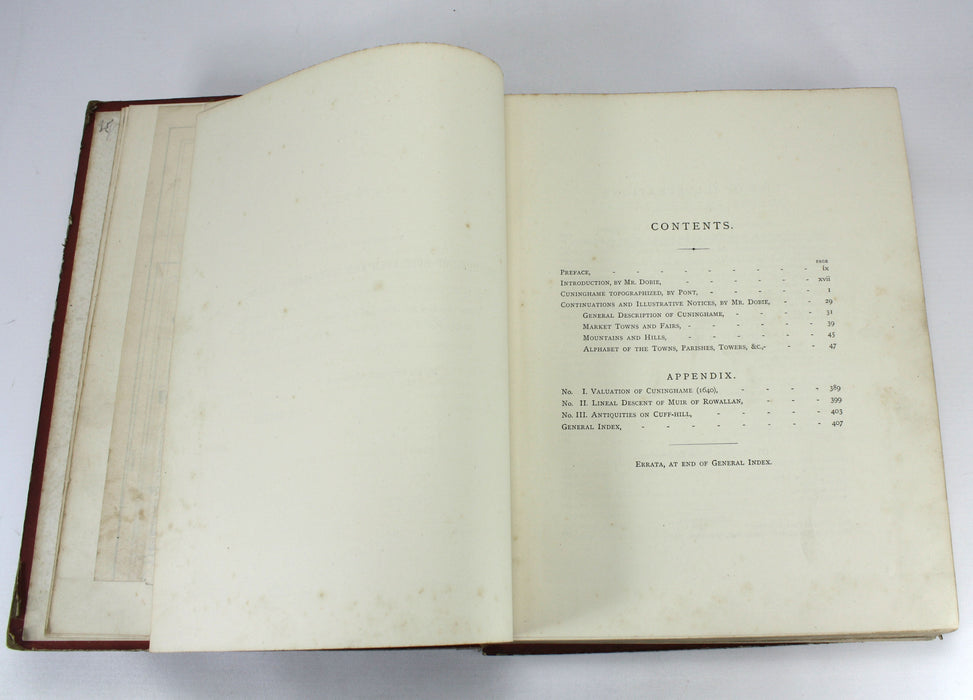 CONTENTS.
PAGE
PREFACE, - - - - - - - - - ix
INTRODUCTION, BY MR. DOBIE, - - - - - - xvii
CUNINGHAME TOPOGRAPHIZED, BY PONT, - - - - - 1
CONTINUATIONS AND ILLUSTRATIVE NOTICES, BY MR. DOBIE, - - 29
GENERAL DESCRIPTION OF CUNINGHAME, - - - - 31
MARKET TOWNS AND FAIRS, - - - - - - 39
MOUNTAINS AND HILLS, - - - - - - 45
ALPHABET OF THE TOWNS, PARISHES, TOWERS, &C., - - - 47
APPENDIX.
No. I. VALUATION OF CUNINGHAME (1640), - - - - 389
No. II. LINEAL DESCENT OF MUIR OF ROWALLAN, - - - - 399
No. III. ANTIQUITIES ON CUFF-HILL, - - - - - 403
GENERAL INDEX, - - - - - - - - 407
ERRATA, AT END OF GENERAL INDEX.